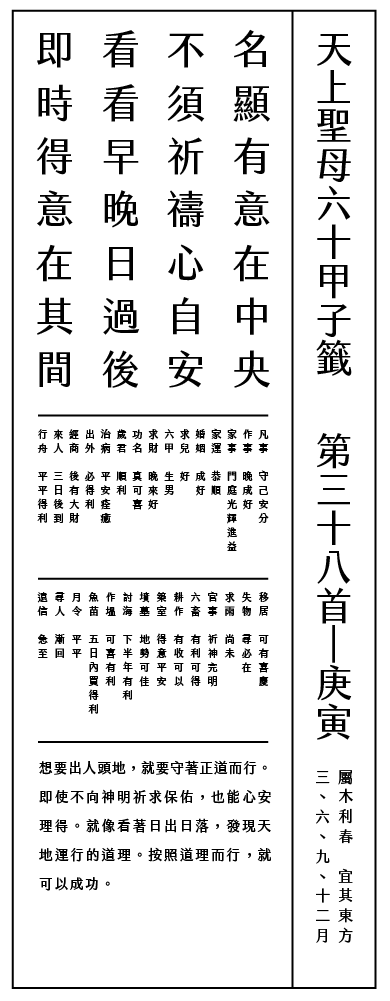 天上聖母六十甲子籤 第三十八首—庚寅
屬木利春 宜其東方
三、六、九、十二月
名顯有意在中央
不須祈禱心自安
看看早晚日過後
即時得意在其間
凡事 守己安分
作事 晚成好
家事 門庭光輝進益
家運 恭順
婚姻 成好
求兒 好
六甲 生男
求財 晚來好
功名 真可喜
歲君 順利
治病 平安痊癒
出外 必得利
經商 後有大財
來人 三日後到
行舟 平平得利
移居 可有喜慶
失物 尋必在
求雨 尚未
官事 祈神完明
六畜 有利可得
耕作 有收可以
築室 得意平安
墳墓 地勢可佳
討海 下半年有利
作塭 可喜有利
魚苗 五日內買得利
月令 平平
尋人 漸回
遠信 急至
想要出人頭地，就要守著正道而行。
即使不向神明祈求保佑，也能心安
理得。就像看著日出日落，發現天
地運行的道理。按照道理而行，就
可以成功。